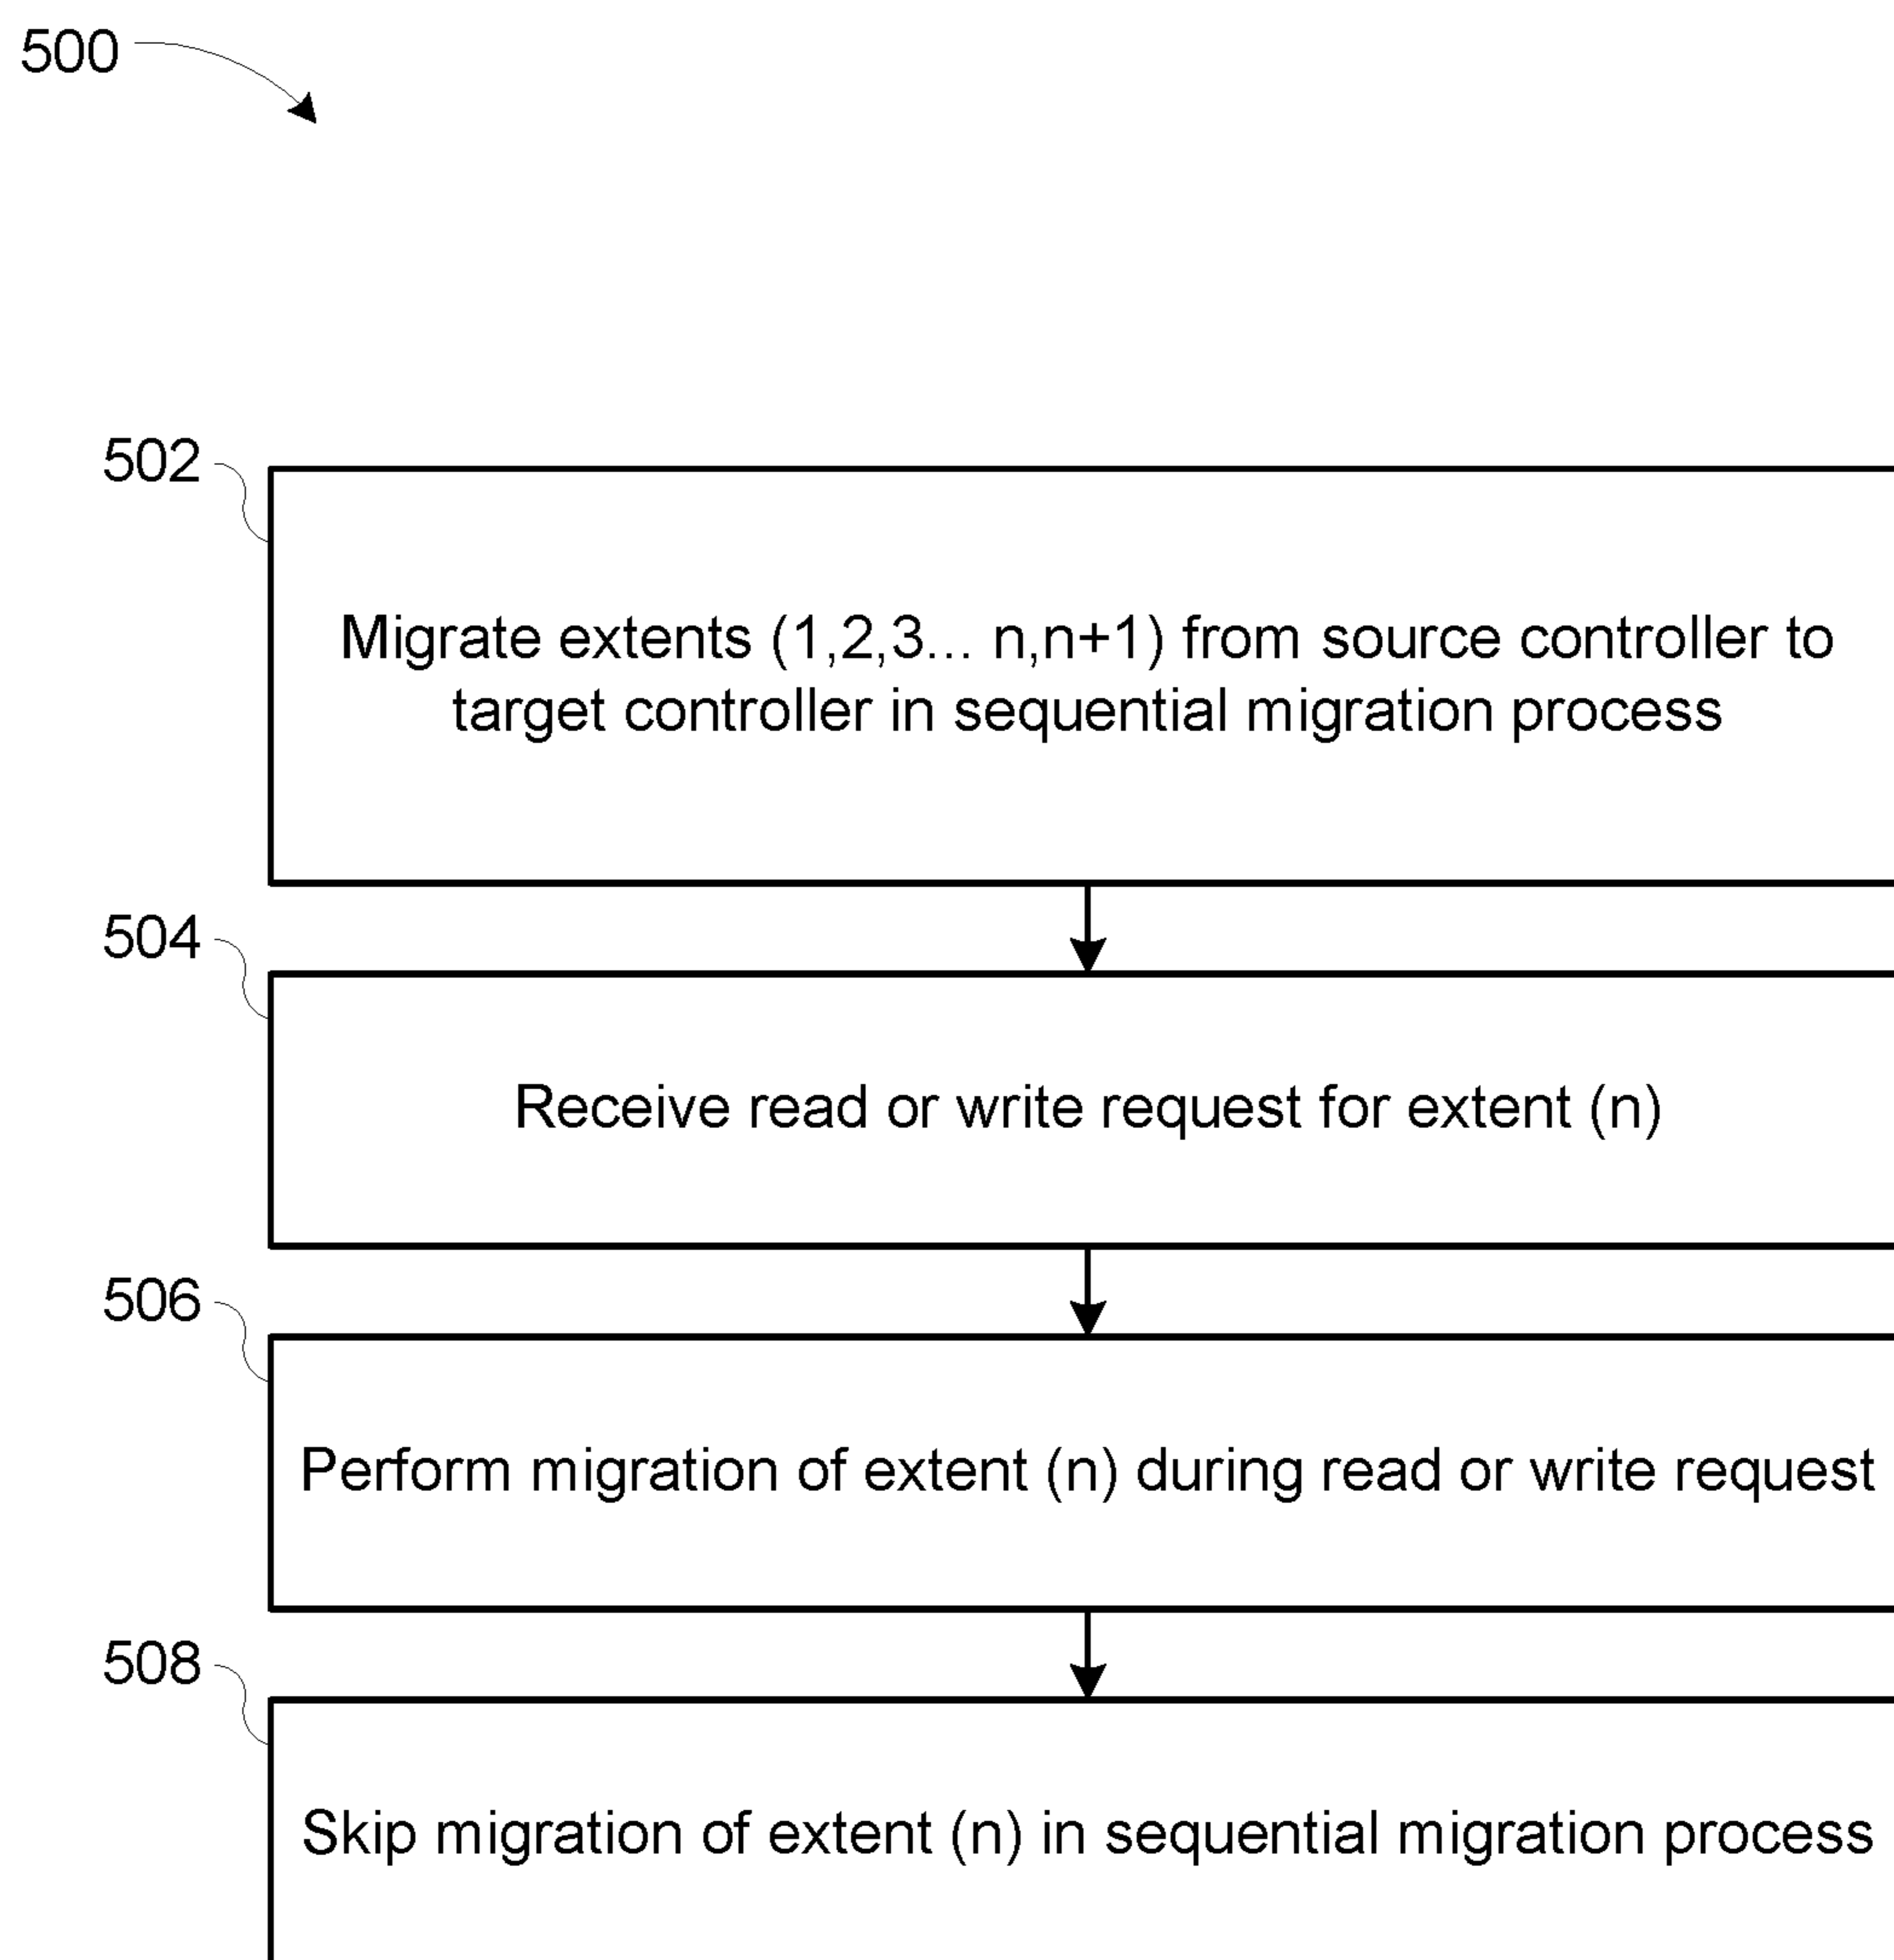 500
502
Migrate extents (1,2,3... n,n+1) from source controller to
target controller in sequential migration process
504
Receive read or write request for extent (n)
506
Perform migration of extent (n) during read or write request
508
Skip migration of extent (n) in sequential migration process